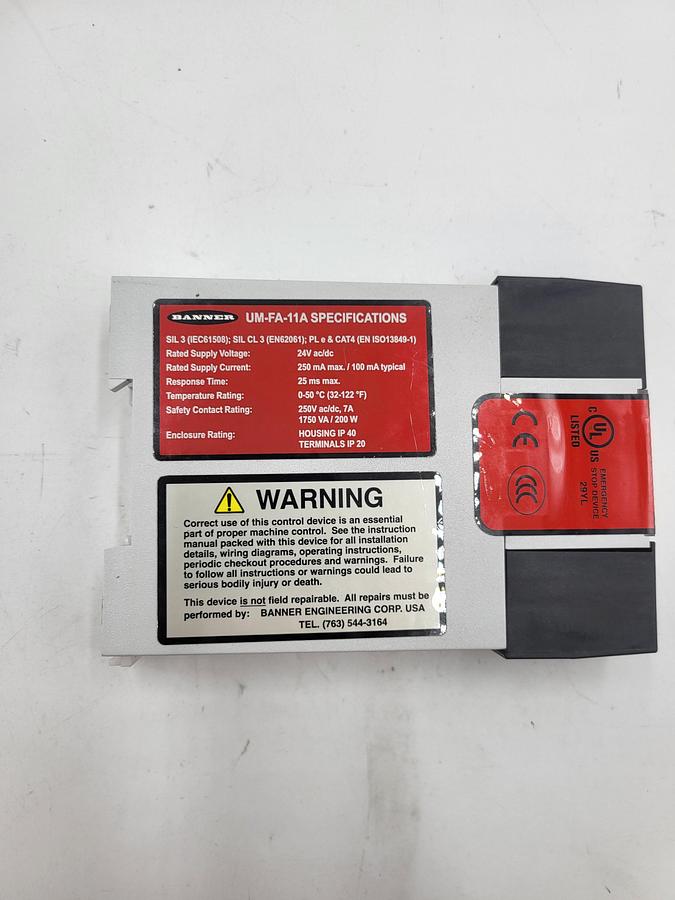 BANNER UM-FA-11A SPECIFICATIONS
SIL 3 (IEC61508); SIL CL 3 (EN62061); PL e & CAT4 (EN ISO13849-1)
Rated Supply Voltage: 24V ac/dc
Rated Supply Current: 250 mA max. / 100 mA typical
Response Time: 25 ms max.
Temperature Rating: 0-50 °C (32-122 °F)
Safety Contact Rating: 250V ac/dc, 7A
1750 VA / 200 W
Enclosure Rating: HOUSING IP 40
TERMINALS IP 20
WARNING
Correct use of this control device is an essential
part of proper machine control. See the instruction
manual packed with this device for all installation
details, wiring diagrams, operating instructions,
periodic checkout procedures and warnings. Failure
to follow all instructions or warnings could lead to
serious bodily injury or death.
This device is not field repairable. All repairs must be
performed by: BANNER ENGINEERING CORP. USA
TEL. (763) 544-3164
CE
CCC
C UL US
LISTED
EMERGENCY
STOP DEVICE
29YL